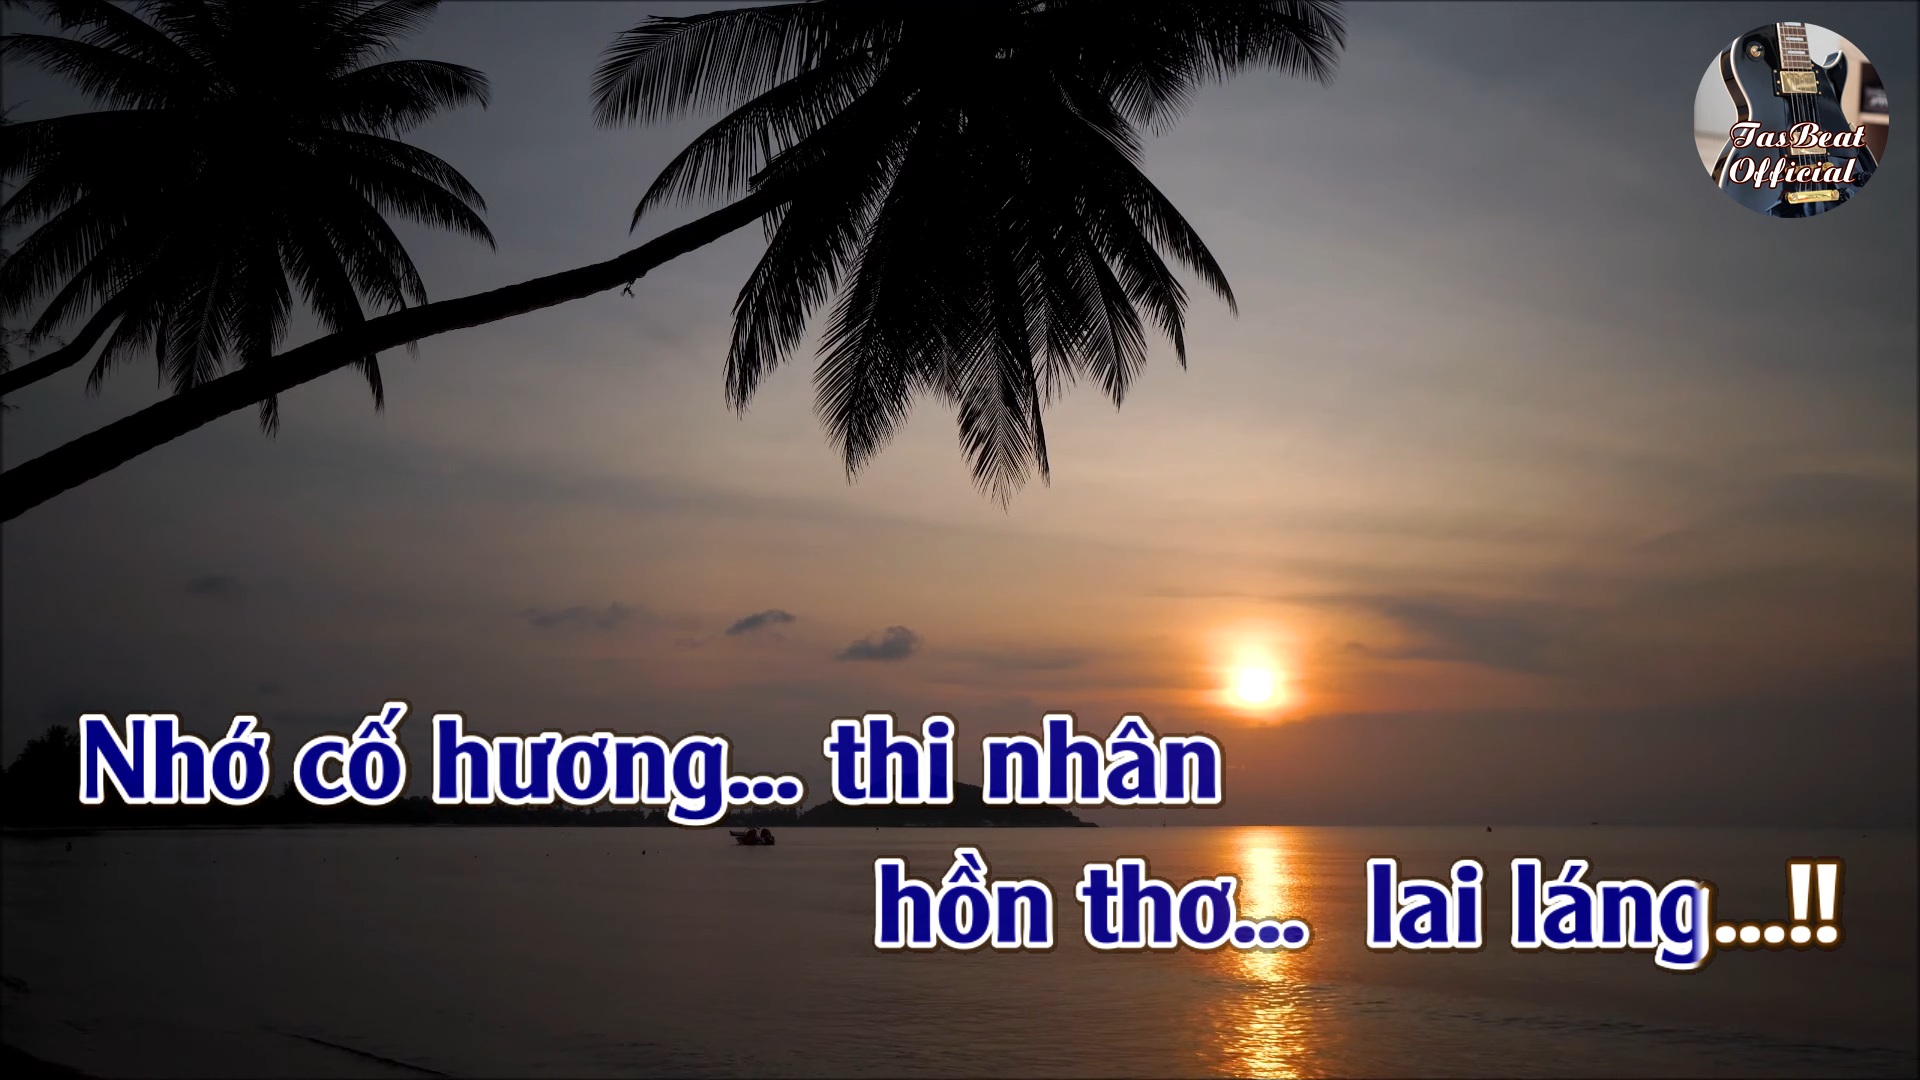 TasBeat
Official
Nhớ cố hương... thi nhân
hồn thơ... lai láng...!!